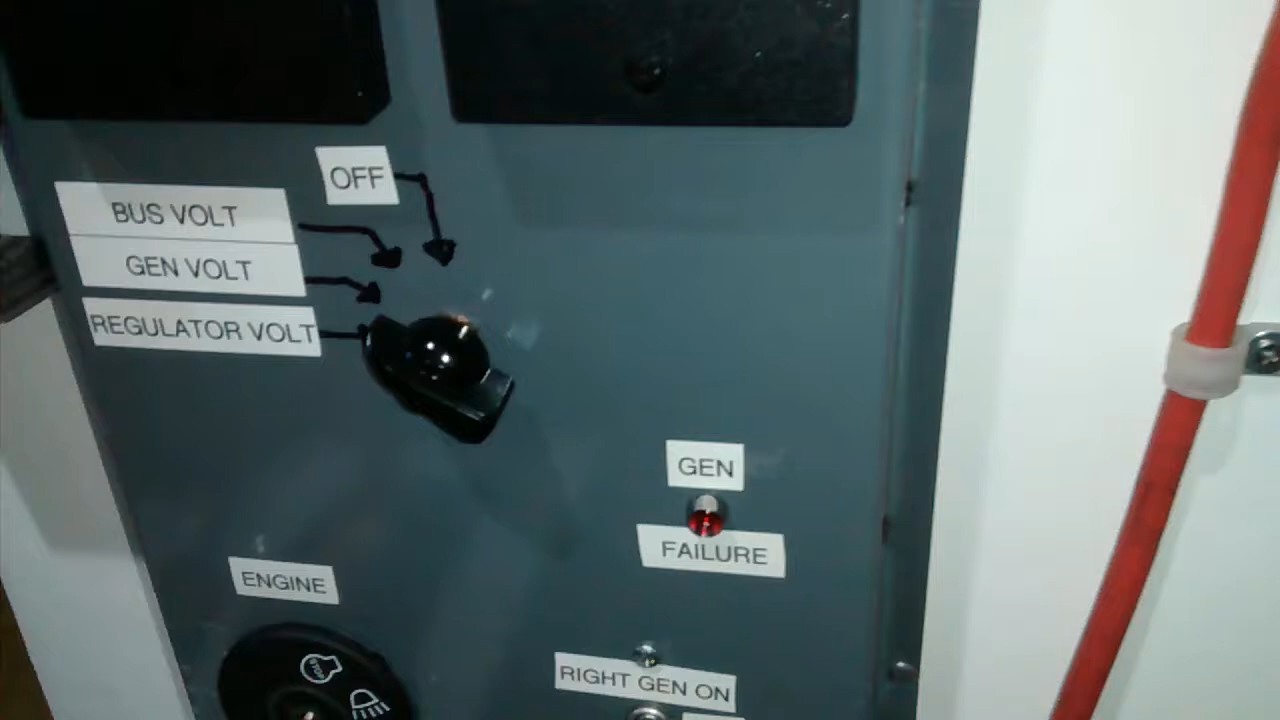 OFF
BUS VOLT
GEN VOLT
REGULATOR VOLT
GEN
FAILURE
ENGINE
RIGHT GEN ON